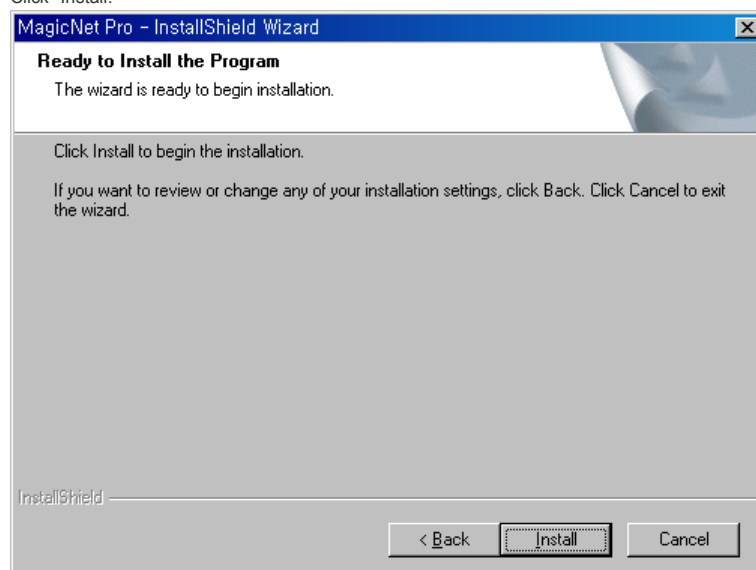 Click "Install.
MagicNet Pro - InstallShield Wizard
Ready to Install the Program
The wizard is ready to begin installation.
Click Install to begin the installation.
If you want to review or change any of your installation settings, click Back. Click Cancel to exit
the wizard.
InstallShield
< Back Install Cancel